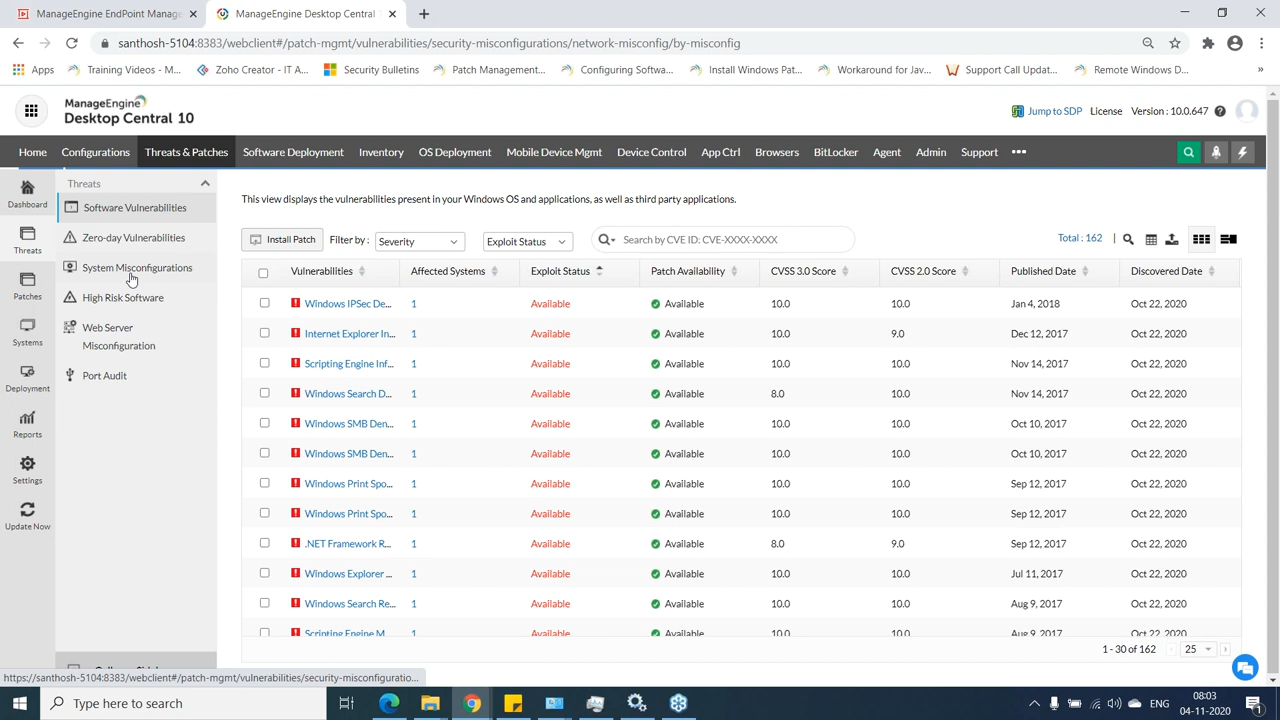 ManageEngine EndPoint Manag
ManageEngine Desktop Central
santhosh-5104:8383/webclient#/patch-mgmt/vulnerabilities/security-misconfigurations/network-misconfig/by-misconfig
Apps
Training Videos - M...
Zoho Creator - IT A...
Security Bulletins
Patch Management...
Configuring Softwa...
Install Windows Pat...
Workaround for Jav...
Support Call Updat...
Remote Windows D...
ManageEngine
Desktop Central 10
Jump to SDP
License
Version : 10.0.647
Home
Configurations
Threats & Patches
Software Deployment
Inventory
OS Deployment
Mobile Device Mgmt
Device Control
App Ctrl
Browsers
BitLocker
Agent
Admin
Support
Dashboard
Threats
Patches
Systems
Deployment
Reports
Settings
Update Now
Threats
Software Vulnerabilities
Zero-day Vulnerabilities
System Misconfigurations
High Risk Software
Web Server
Misconfiguration
Port Audit
This view displays the vulnerabilities present in your Windows OS and applications, as well as third party applications.
Install Patch
Filter by :
Severity
Exploit Status
Search by CVE ID: CVE-XXXX-XXXX
Total : 162
Vulnerabilities Affected Systems Exploit Status Patch Availability CVSS 3.0 Score CVSS 2.0 Score Published Date Discovered Date
Windows IPSec De... 1 Available Available 10.0 10.0 Jan 4, 2018 Oct 22, 2020
Internet Explorer In... 1 Available Available 10.0 9.0 Dec 12, 2017 Oct 22, 2020
Scripting Engine Inf... 1 Available Available 10.0 10.0 Nov 14, 2017 Oct 22, 2020
Windows Search D... 1 Available Available 8.0 10.0 Nov 14, 2017 Oct 22, 2020
Windows SMB Den... 1 Available Available 10.0 10.0 Oct 10, 2017 Oct 22, 2020
Windows SMB Den... 1 Available Available 10.0 10.0 Oct 10, 2017 Oct 22, 2020
Windows Print Spo... 1 Available Available 10.0 10.0 Sep 12, 2017 Oct 22, 2020
Windows Print Spo... 1 Available Available 10.0 10.0 Sep 12, 2017 Oct 22, 2020
.NET Framework R... 1 Available Available 8.0 9.0 Sep 12, 2017 Oct 22, 2020
Windows Explorer ... 1 Available Available 10.0 10.0 Jul 11, 2017 Oct 22, 2020
Windows Search Re... 1 Available Available 10.0 10.0 Aug 9, 2017 Oct 22, 2020
Scripting Engine M... 1 Available Available 10.0 10.0 Aug 9, 2017 Oct 22, 2020
1 - 30 of 162
25
https://santhosh-5104:8383/webclient#/patch-mgmt/vulnerabilities/security-misconfiguratio...
Type here to search
ENG
08:03
04-11-2020
1